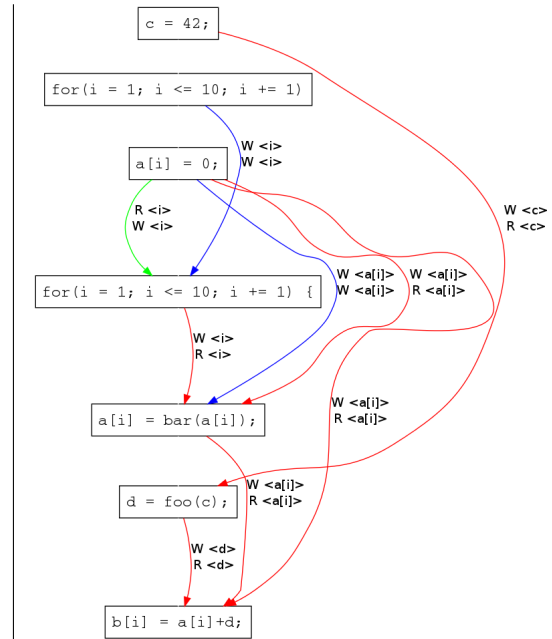 c = 42;
for(i = 1; i <= 10; i += 1)
W <i>
W <i>
a[i] = 0;
R <i>
W <i>
W <c>
R <c>
W <a[i]>
W <a[i]>
W <a[i]>
R <a[i]>
for(i = 1; i <= 10; i += 1) {
W <i>
R <i>
W <a[i]>
R <a[i]>
a[i] = bar(a[i]);
W <a[i]>
R <a[i]>
d = foo(c);
W <d>
R <d>
b[i] = a[i]+d;